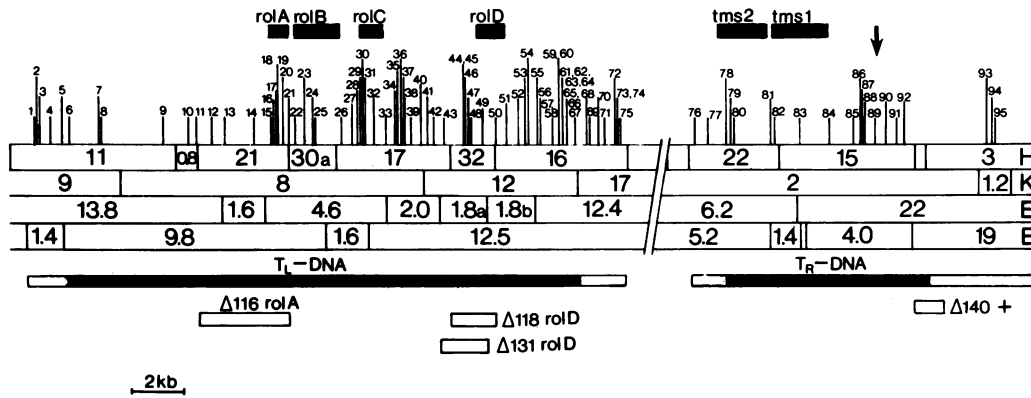 rolA rolB rolC rolD tms2 tms1
1 2 3 4 5 6 7 8 9 10 11 12 13 14 15 16 17 18 19 20 21 22 23 24 25 26 27 28 29 30 31 32 33 34 35 36 37 38 39 40 41 42 43 44,45 46 47 48 49 50 51 52 53 54 55 56 57 58 59,60 61,62, 63,64 65, 66 67 68 69 70 71 72 73,74 75 76 77 78 79 80 81 82 83 84 85 86 87 88 89 90 91 92 93 94 95
11 0.8 21 30a 17 32 16 22 15 3 H
9 8 12 17 2 1.2 K
13.8 1.6 4.6 2.0 1.8a 1.8b 12.4 6.2 22 E
1.4 9.8 1.6 12.5 5.2 1.4 4.0 19
TL–DNA TR–DNA
Δ116 rolA Δ140 +
Δ118 rolD
Δ131 rolD
2kb